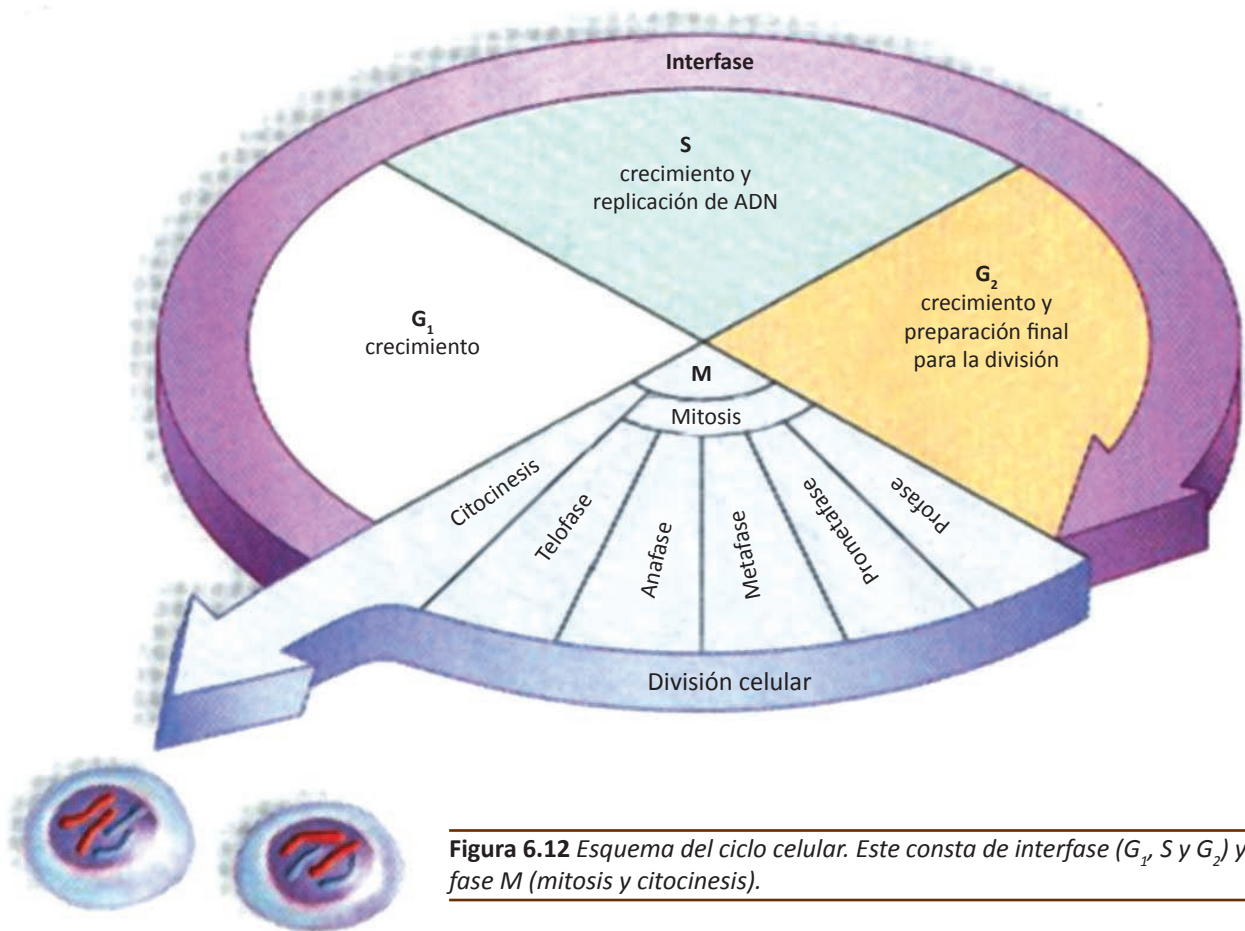 Interfase
S
crecimiento y
replicación de ADN
G₁
crecimiento
G₂
crecimiento y
preparación final
para la división
M
Mitosis
Citocinesis
Telofase
Anafase
Metafase
Prometafase
Profase
División celular
Figura 6.12 Esquema del ciclo celular. Este consta de interfase (G₁, S y G₂) y
fase M (mitosis y citocinesis).